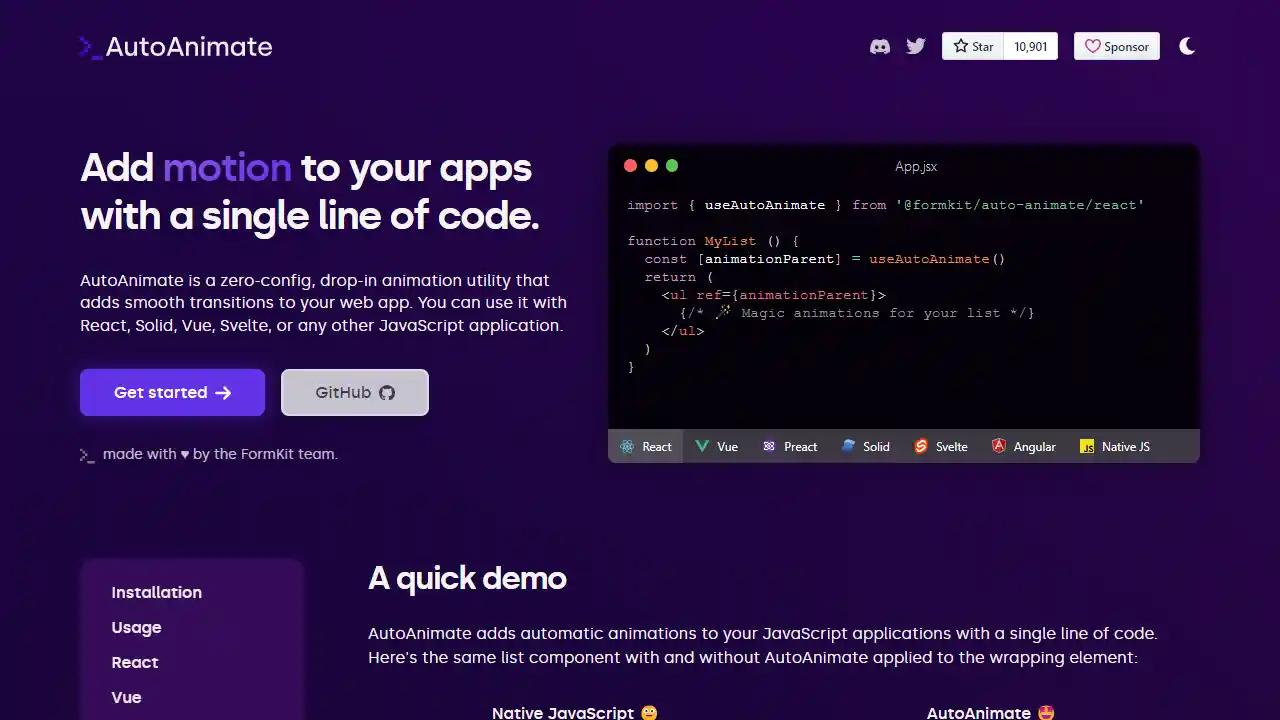 AutoAnimate
Star 10,901 Sponsor
Add motion to your apps
with a single line of code.
AutoAnimate is a zero-config, drop-in animation utility that
adds smooth transitions to your web app. You can use it with
React, Solid, Vue, Svelte, or any other JavaScript application.
Get started →
GitHub
made with ♥ by the FormKit team.
App.jsx
import { useAutoAnimate } from '@formkit/auto-animate/react'
function MyList () {
const [animationParent] = useAutoAnimate()
return (
<ul ref={animationParent}>
{/* 🪄 Magic animations for your list */}
</ul>
)
}
React Vue Preact Solid Svelte Angular JS Native JS
Installation
Usage
React
Vue
A quick demo
AutoAnimate adds automatic animations to your JavaScript applications with a single line of code.
Here's the same list component with and without AutoAnimate applied to the wrapping element:
Native JavaScript 😐 AutoAnimate 🤩